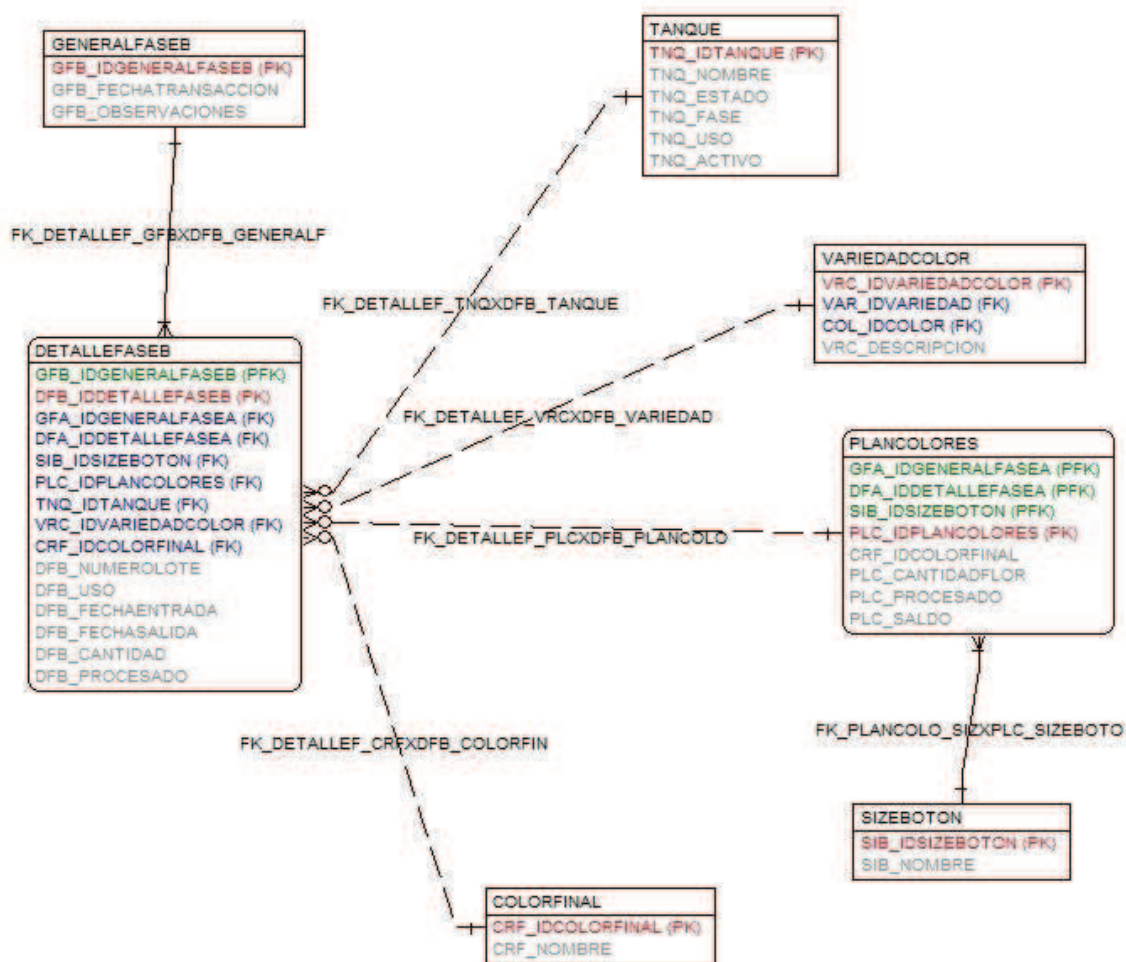 GENERALFASEB
GFB_IDGENERALFASEB (PK)
GFB_FECHATRANSACCION
GFB_OBSERVACIONES
TANQUE
TNQ_IDTANQUE (PK)
TNQ_NOMBRE
TNQ_ESTADO
TNQ_FASE
TNQ_USO
TNQ_ACTIVO
FK_DETALLEF_GFBXDFB_GENERALF
FK_DETALLEF_TNQXDFB_TANQUE
VARIEDADCOLOR
VRC_IDVARIEDADCOLOR (PK)
VAR_IDVARIEDAD (FK)
COL_IDCOLOR (FK)
VRC_DESCRIPCION
DETALLEFASEB
GFB_IDGENERALFASEB (PFK)
DFB_IDDETALLEFASEB (PK)
GFA_IDGENERALFASEA (FK)
DFA_IDDETALLEFASEA (FK)
SIB_IDSIZEBOTON (FK)
PLC_IDPLANCOLORES (FK)
TNQ_IDTANQUE (FK)
VRC_IDVARIEDADCOLOR (FK)
CRF_IDCOLORFINAL (FK)
DFB_NUMEROLOTE
DFB_USO
DFB_FECHAENTRADA
DFB_FECHASALIDA
DFB_CANTIDAD
DFB_PROCESADO
FK_DETALLEF_VRCXDFB_VARIEDAD
PLANCOLORES
GFA_IDGENERALFASEA (PFK)
DFA_IDDETALLEFASEA (PFK)
SIB_IDSIZEBOTON (PFK)
PLC_IDPLANCOLORES (PK)
CRF_IDCOLORFINAL
PLC_CANTIDADFLOR
PLC_PROCESADO
PLC_SALDO
FK_DETALLEF_PLCXDFB_PLANCOLO
FK_DETALLEF_CRFXDFB_COLORFIN
FK_PLANCOLO_SIZXPLC_SIZEBOTO
SIZEBOTON
SIB_IDSIZEBOTON (PK)
SIB_NOMBRE
COLORFINAL
CRF_IDCOLORFINAL (PK)
CRF_NOMBRE